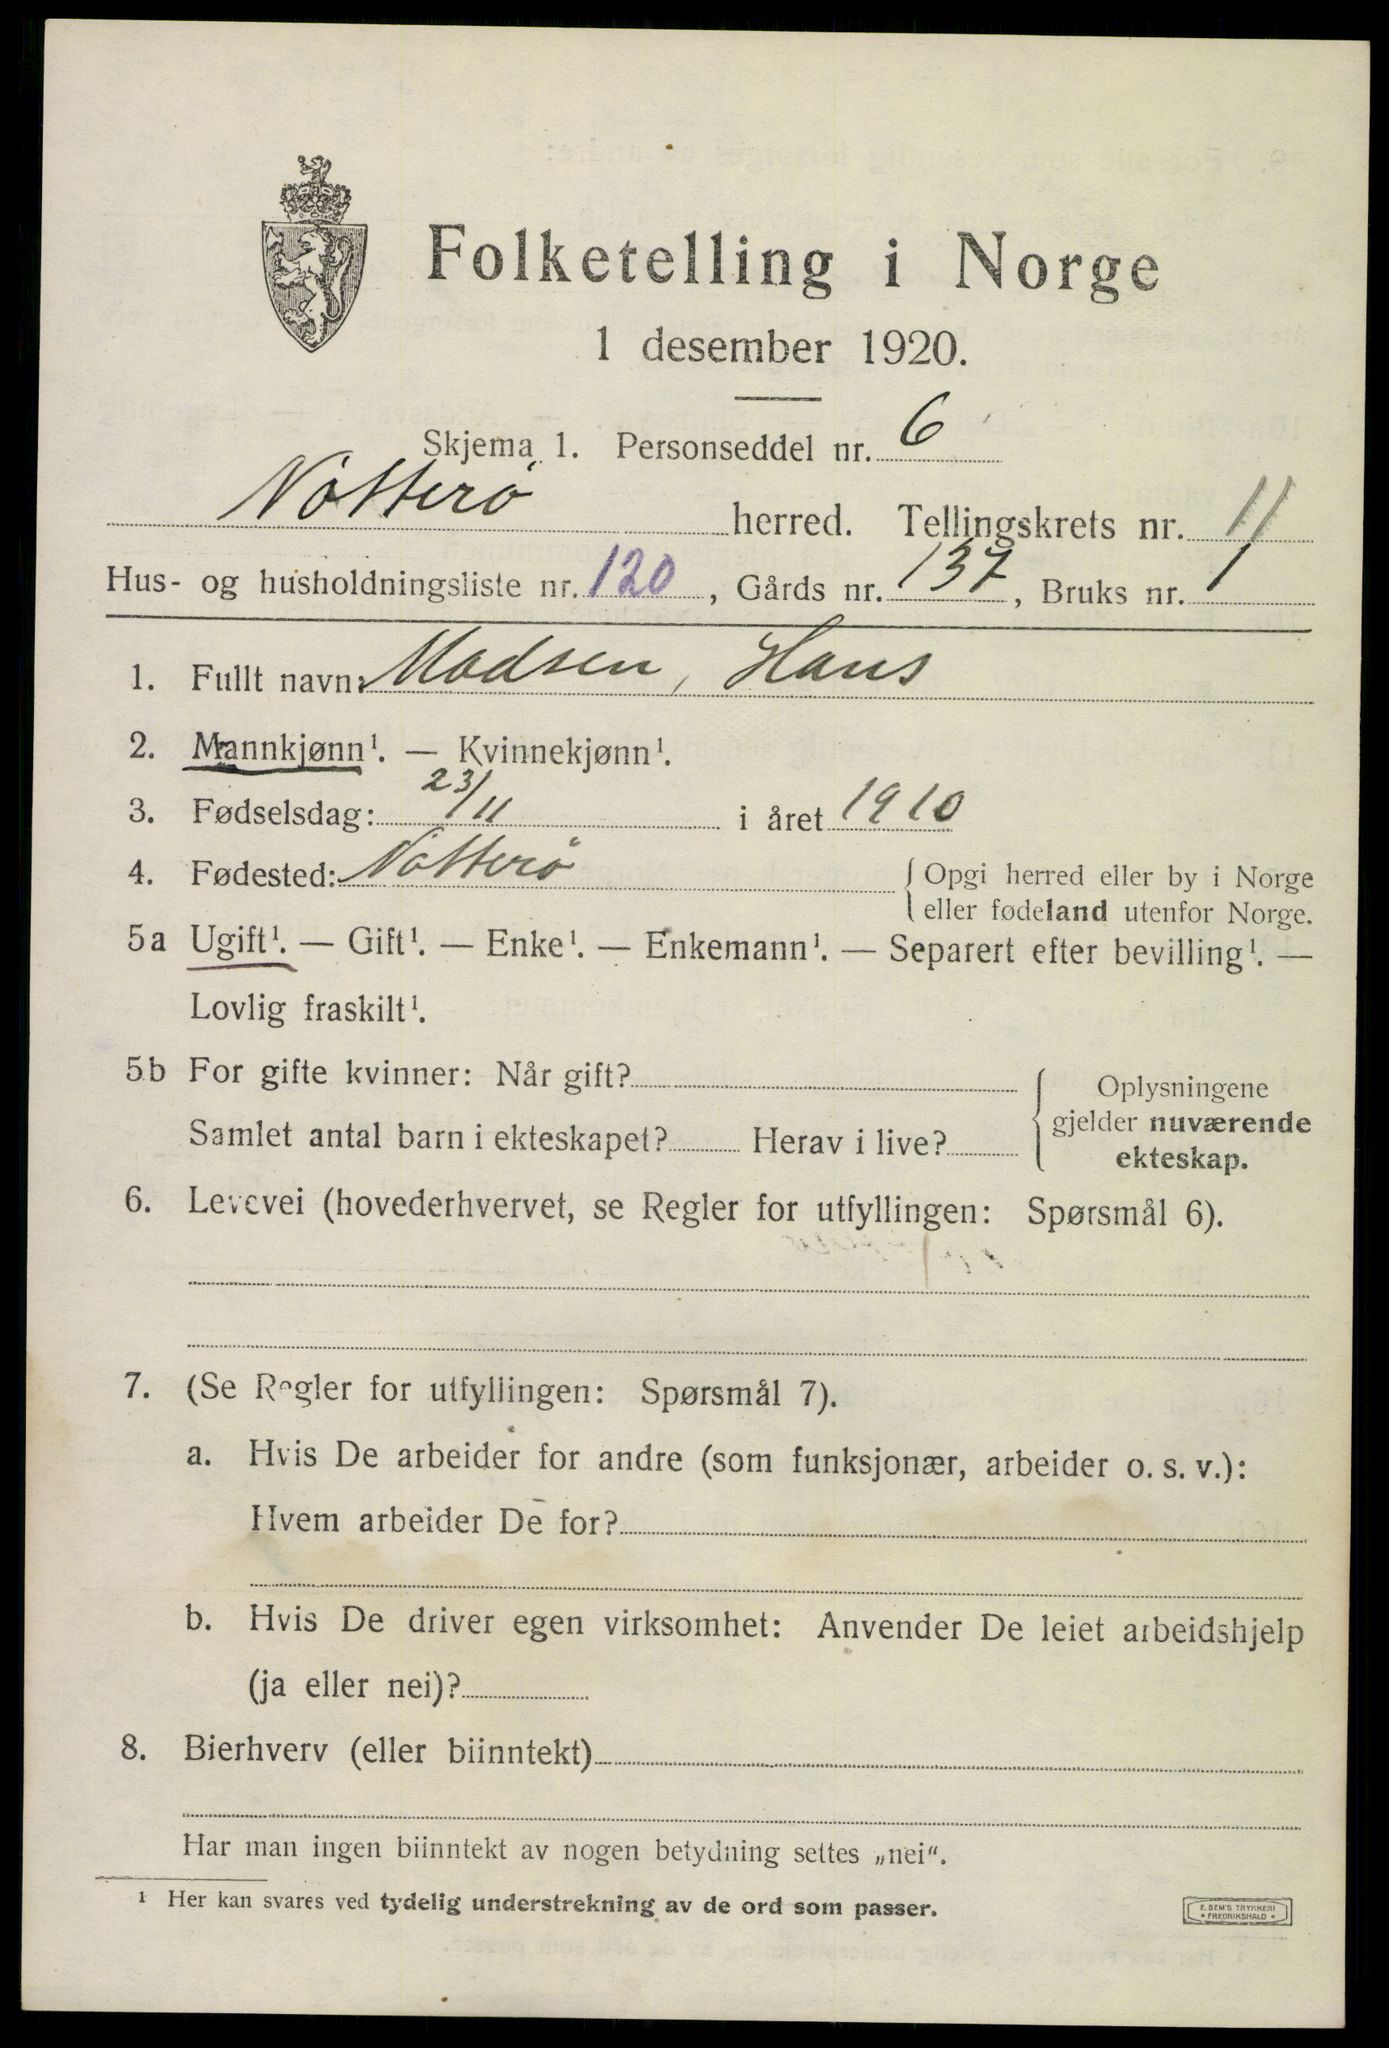 Folketelling i Norge
1 desember 1920.
Skjema 1. Personseddel nr. 6
Nøtterø herred. Tellingskrets nr. 11
Hus- og husholdningsliste nr. 120, Gårds nr. 137, Bruks nr. 1
1. Fullt navn: Madsen, Hans
2. Mannkjønn¹. — Kvinnekjønn¹.
3. Fødselsdag: 23/11 i året 1910
4. Fødested: Nøtterø { Opgi herred eller by i Norge
eller fødeland utenfor Norge.
5a Ugift¹. — Gift¹. — Enke¹. — Enkemann¹. — Separert efter bevilling¹. —
Lovlig fraskilt¹.
5b For gifte kvinner: Når gift?
Samlet antal barn i ekteskapet? Herav i live?
Oplysningene
gjelder nuværende
ekteskap.
6. Levevei (hovederhvervet, se Regler for utfyllingen: Spørsmål 6).
7. (Se Regler for utfyllingen: Spørsmål 7).
a. Hvis De arbeider for andre (som funksjonær, arbeider o. s. v.):
Hvem arbeider De for?
b. Hvis De driver egen virksomhet: Anvender De leiet arbeidshjelp
(ja eller nei)?
8. Bierhverv (eller biinntekt)
Har man ingen biinntekt av nogen betydning settes „nei“.
¹ Her kan svares ved tydelig understrekning av de ord som passer.
E. SEM'S TRYKKERI
• FREDRIKSHALD •